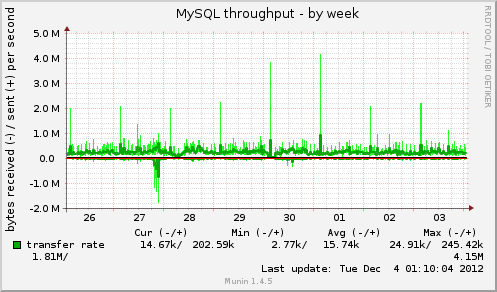 MySQL throughput - by week
RRDTOOL / TOBI OETIKER
bytes received (-) / sent (+) per second
5.0 M
4.0 M
3.0 M
2.0 M
1.0 M
0.0
-1.0 M
-2.0 M
26 27 28 29 30 01 02 03
Cur (-/+) Min (-/+) Avg (-/+) Max (-/+)
transfer rate 14.67k/ 202.59k 2.77k/ 15.74k 24.91k/ 245.42k
1.81M/ 4.15M
Last update: Tue Dec 4 01:10:04 2012
Munin 1.4.5